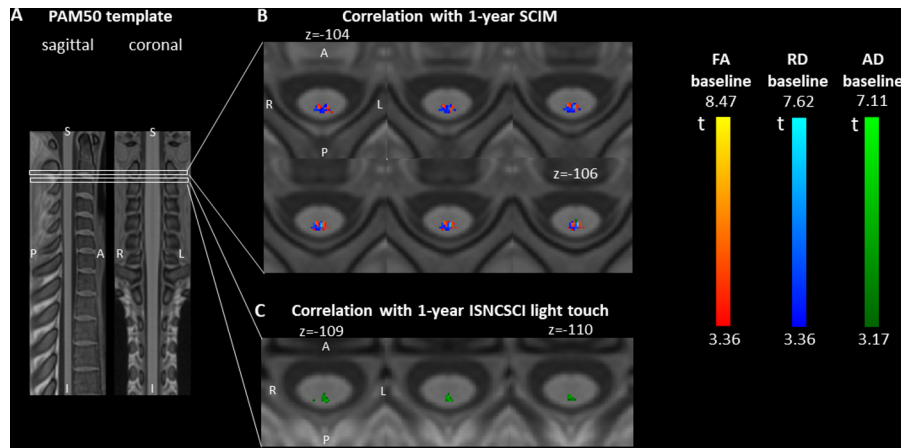 A
PAM50 template
sagittal coronal
S S
P A R L
I I
B
Correlation with 1-year SCIM
z=-104
A
R L
P
z=-106
C
Correlation with 1-year ISNCSCI light touch
z=-109 z=-110
A
R L
P
FA RD AD
baseline baseline baseline
8.47 7.62 7.11
t t t
3.36 3.36 3.17